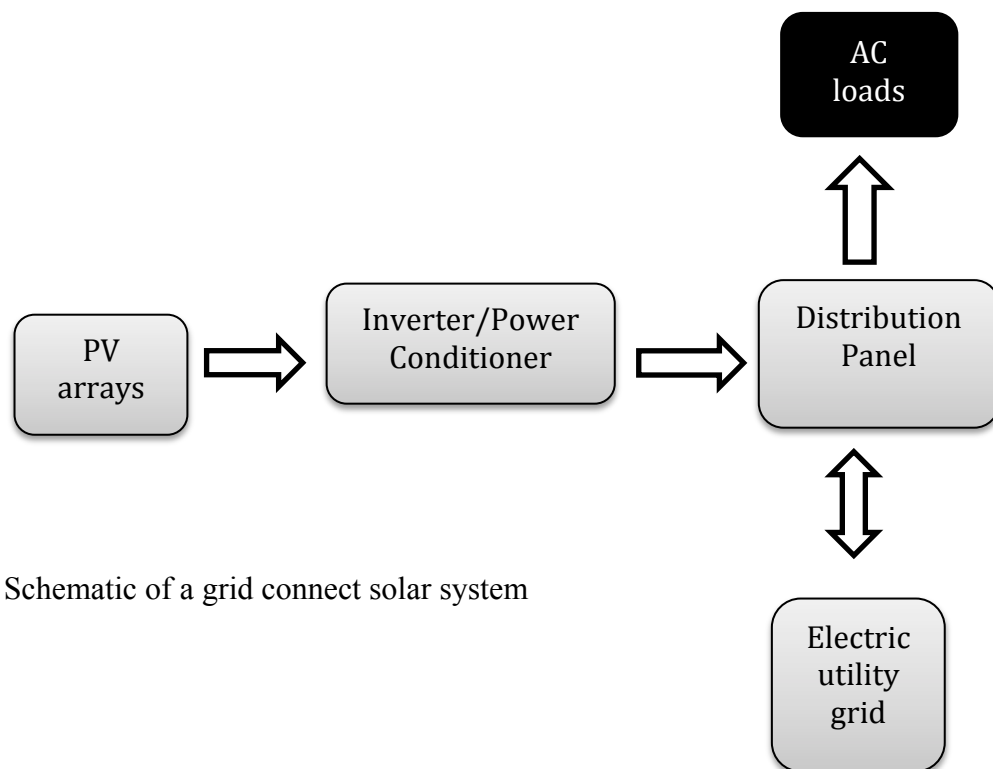 AC
loads
PV
arrays
Inverter/Power
Conditioner
Distribution
Panel
Schematic of a grid connect solar system
Electric
utility
grid